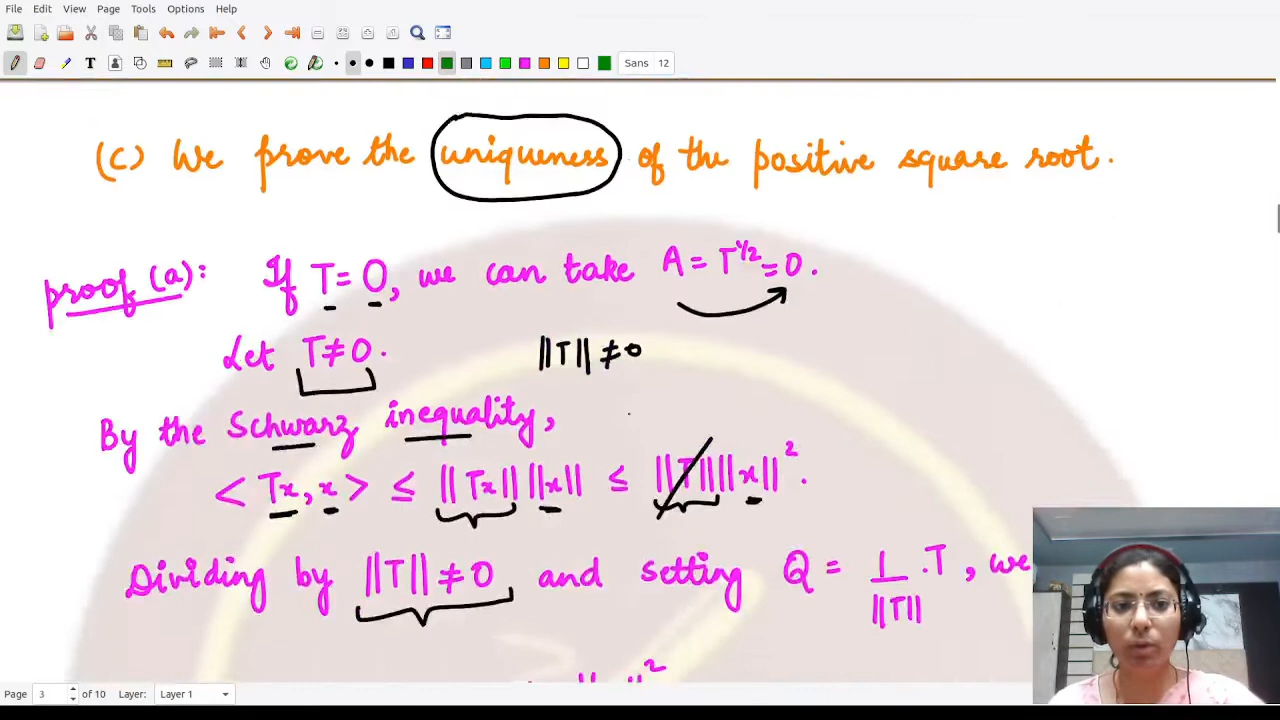 File Edit View Page Tools Options Help
Sans 12
(C) We prove the uniqueness of the positive square root.
proof (a): If T = 0, we can take A = T^1/2 = 0.
Let T ≠ 0. ||T|| ≠ 0
By the Schwarz inequality,
< Tx, x > ≤ ||Tx|| ||x|| ≤ ||T|| ||x||².
Dividing by ||T|| ≠ 0 and setting Q = 1/||T|| . T, we
Page 3 of 10 Layer: Layer 1